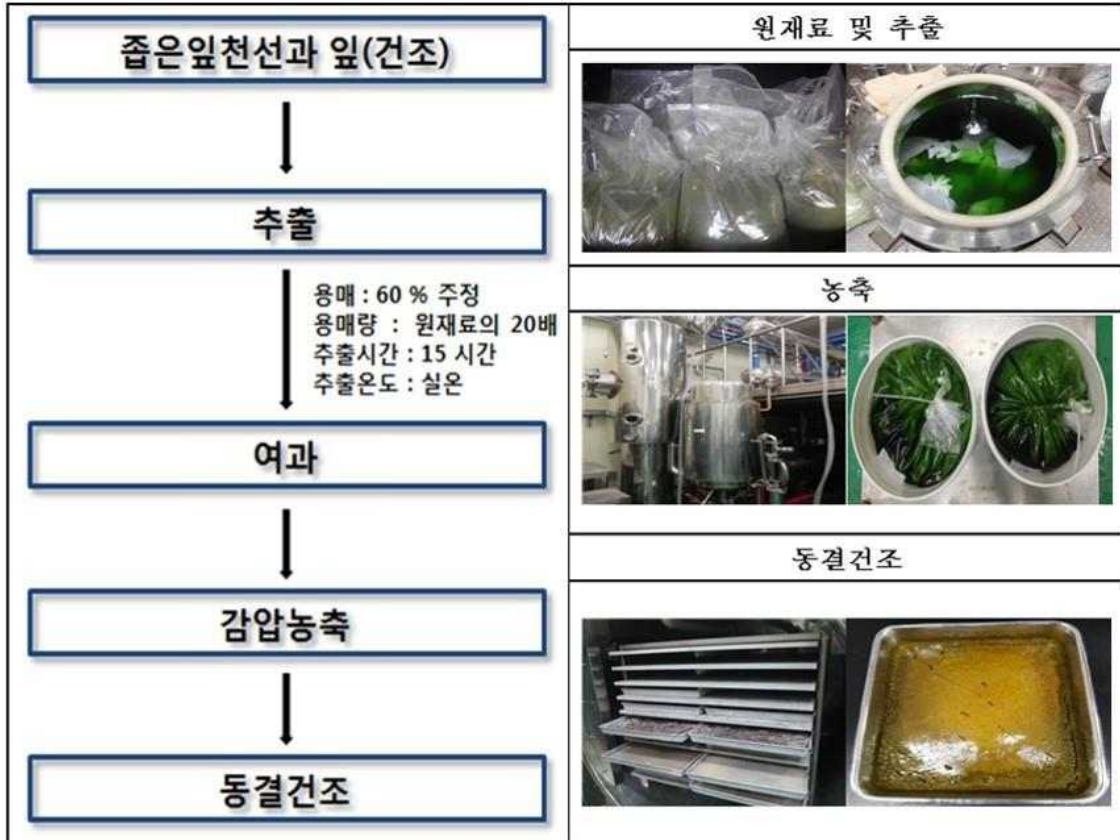 좁은잎천선과 잎(건조)
추출
용매 : 60 % 주정
용매량 : 원재료의 20배
추출시간 : 15 시간
추출온도 : 실온
여과
감압농축
동결건조
원재료 및 추출
농축
동결건조